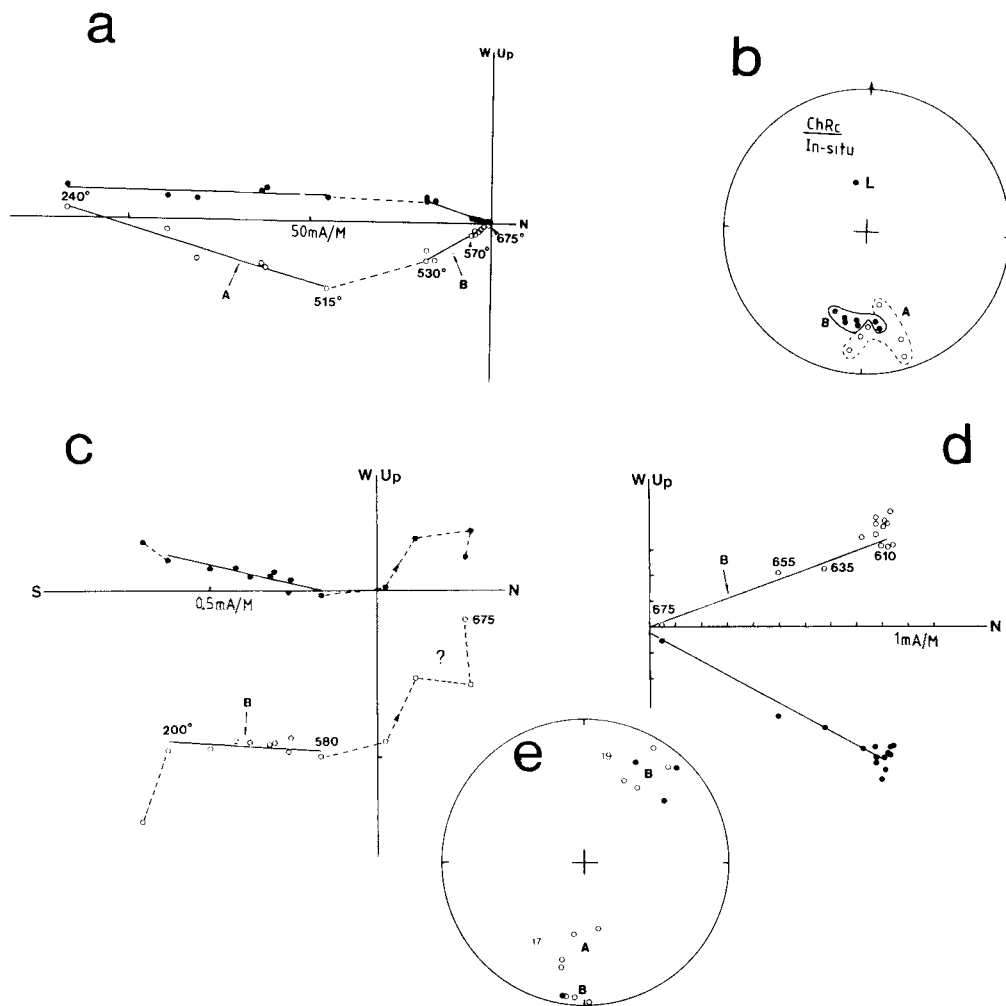 a
W Up
240°
50mA/M
N
A
515°
530°
B
570°
675°
b
ChRc
In-situ
L
B
A
c
W Up
S
0.5mA/M
N
675
?
B
200°
580
d
W Up
B
655
635
610
675
1mA/M
N
e
19
B
17
A
B